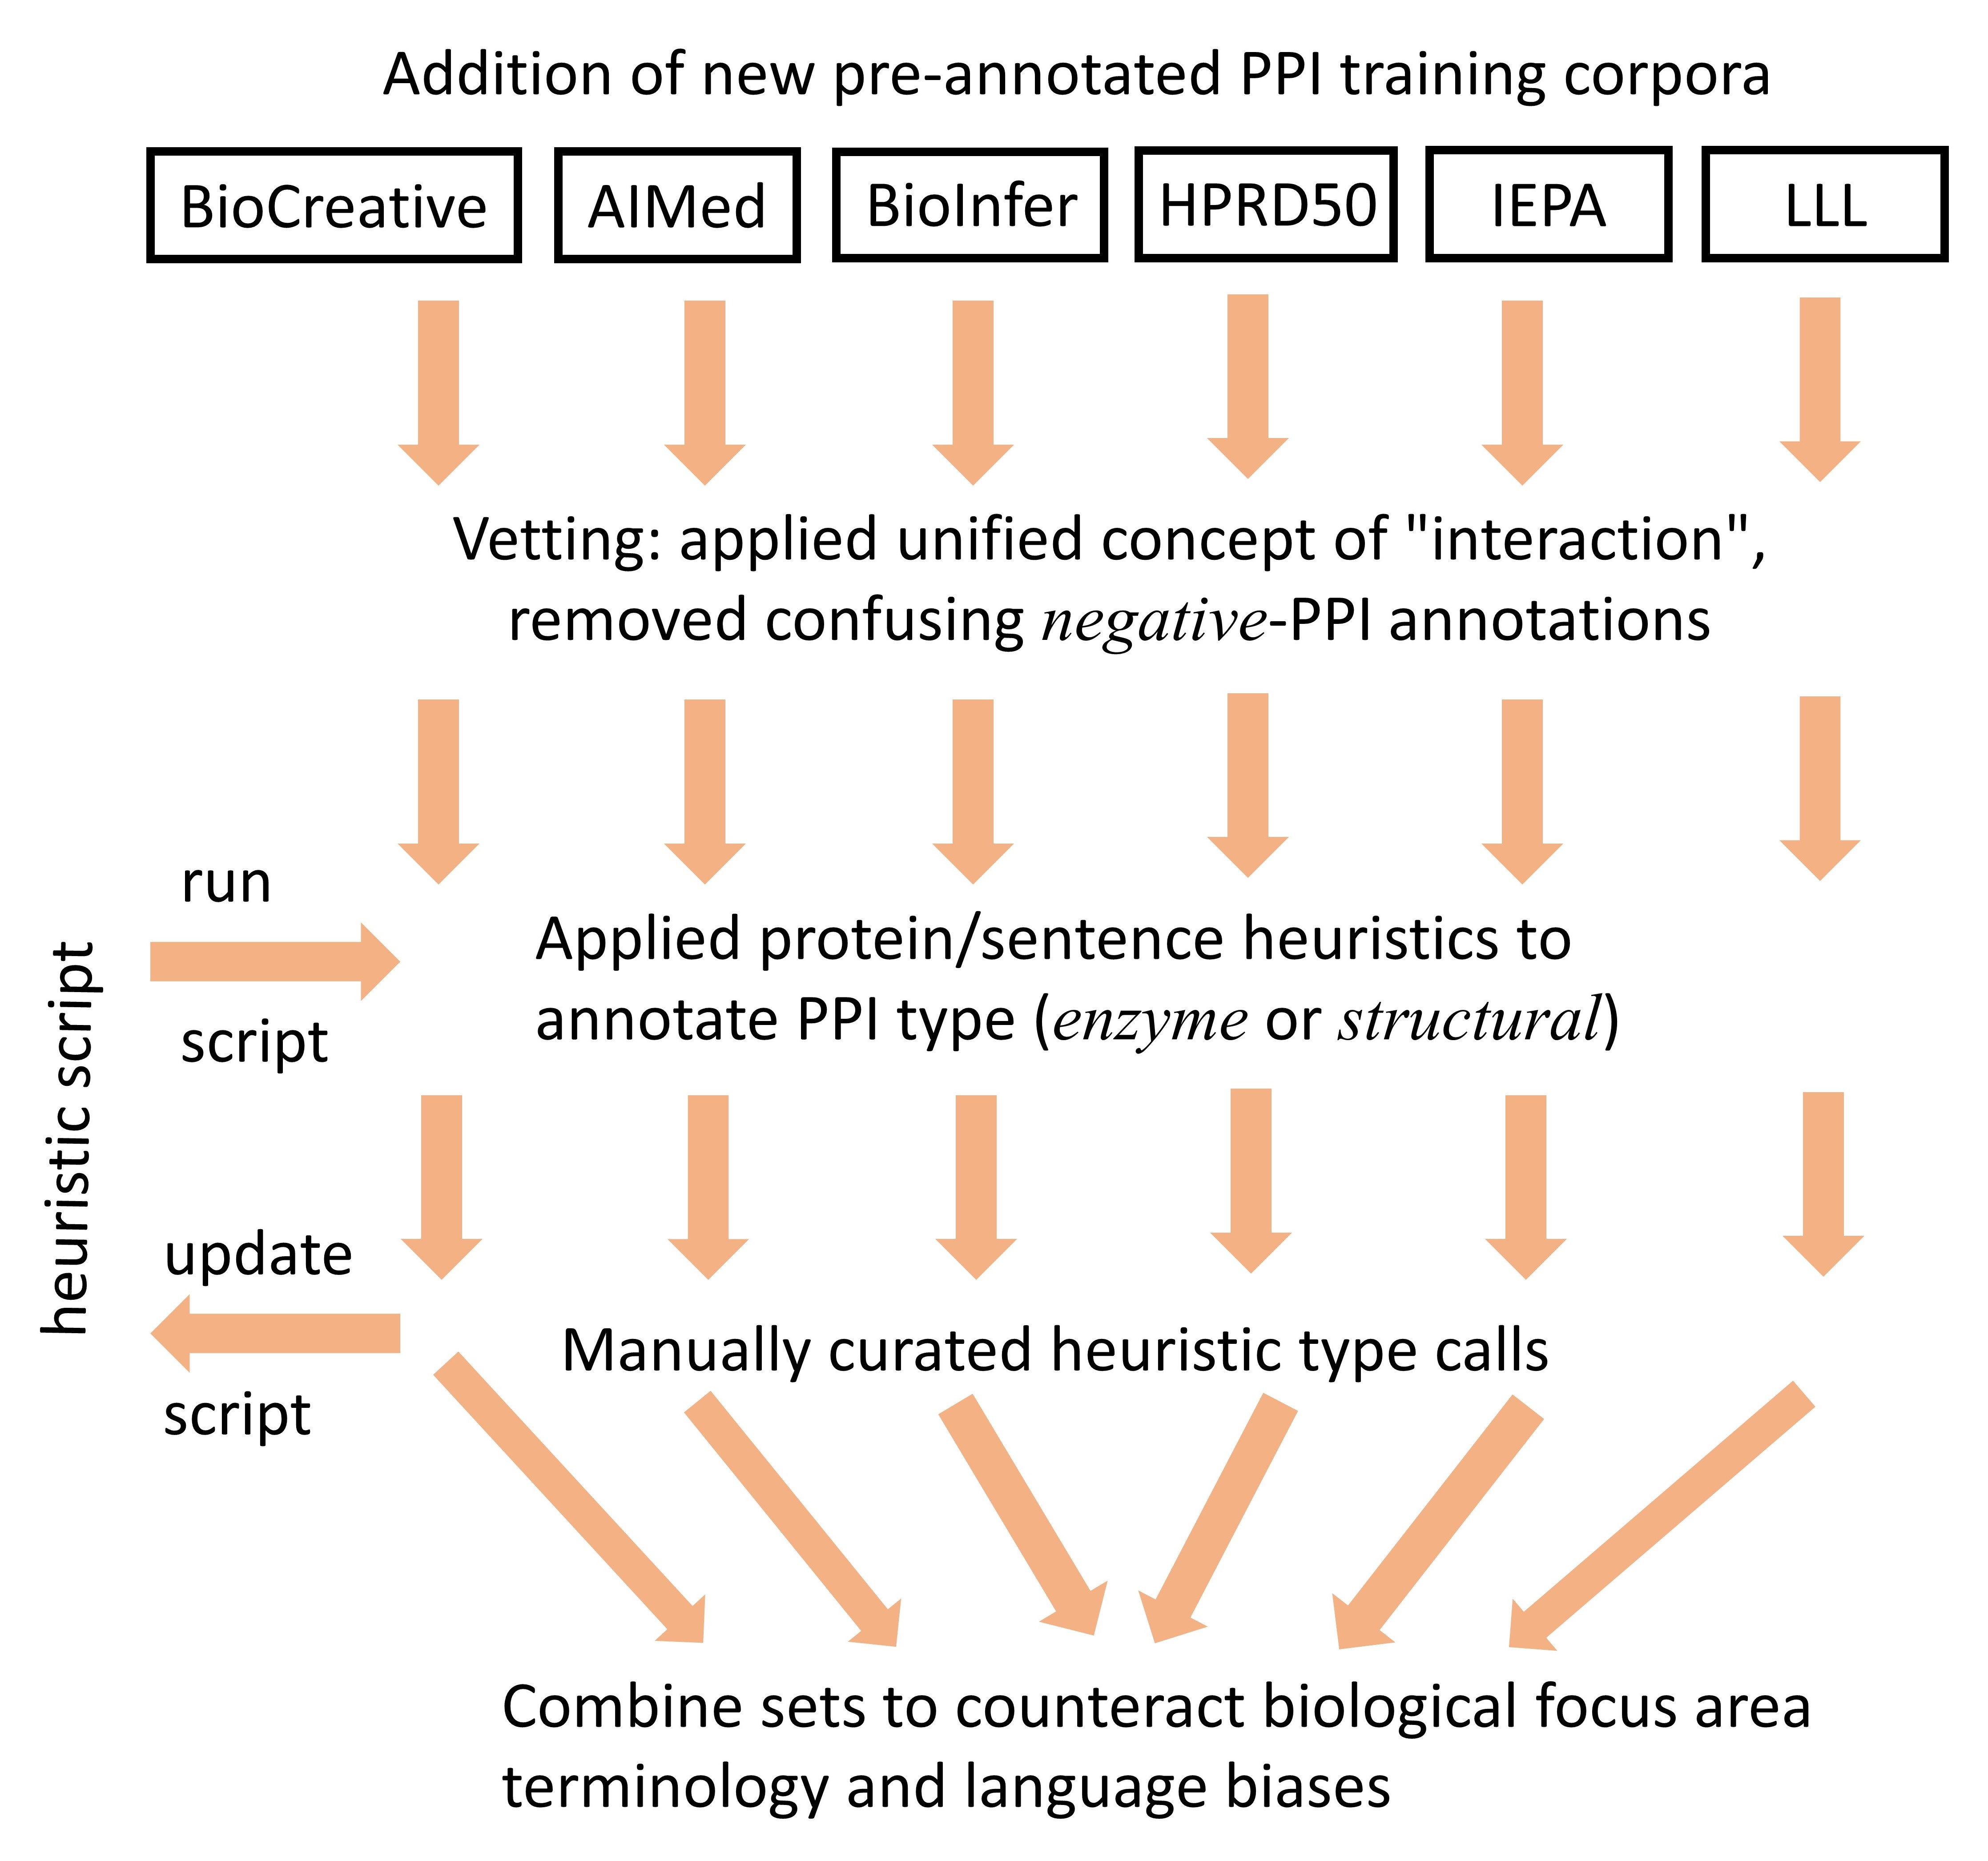 Addition of new pre-annotated PPI training corpora
BioCreative
AIMed
BioInfer
HPRD50
IEPA
LLL
Vetting: applied unified concept of "interaction",
removed confusing negative-PPI annotations
heuristic script
run
script
Applied protein/sentence heuristics to
annotate PPI type (enzyme or structural)
update
script
Manually curated heuristic type calls
Combine sets to counteract biological focus area
terminology and language biases